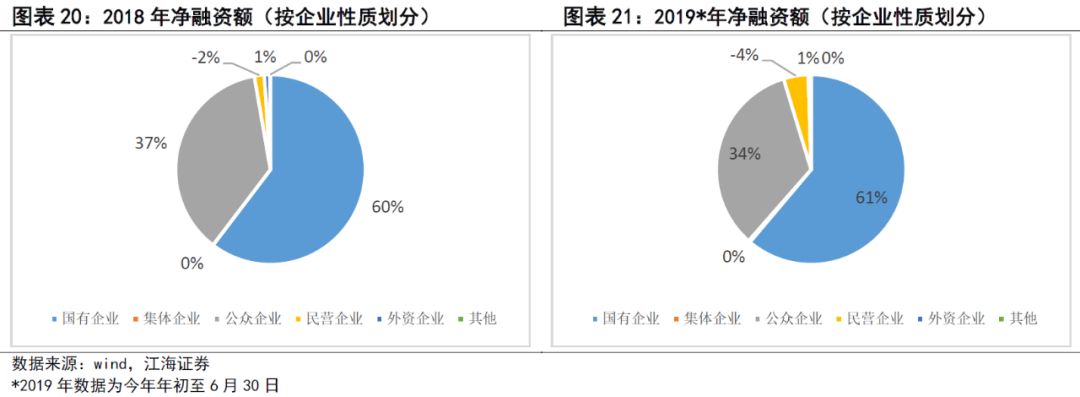 图表 20：2018 年净融资额（按企业性质划分）
-2%
1%
0%
37%
60%
0%
国有企业 集体企业 公众企业 民营企业 外资企业 其他
图表 21：2019*年净融资额（按企业性质划分）
-4%
1%
0%
34%
61%
0%
国有企业 集体企业 公众企业 民营企业 外资企业 其他
数据来源：wind，江海证券
*2019 年数据为今年年初至 6 月 30 日